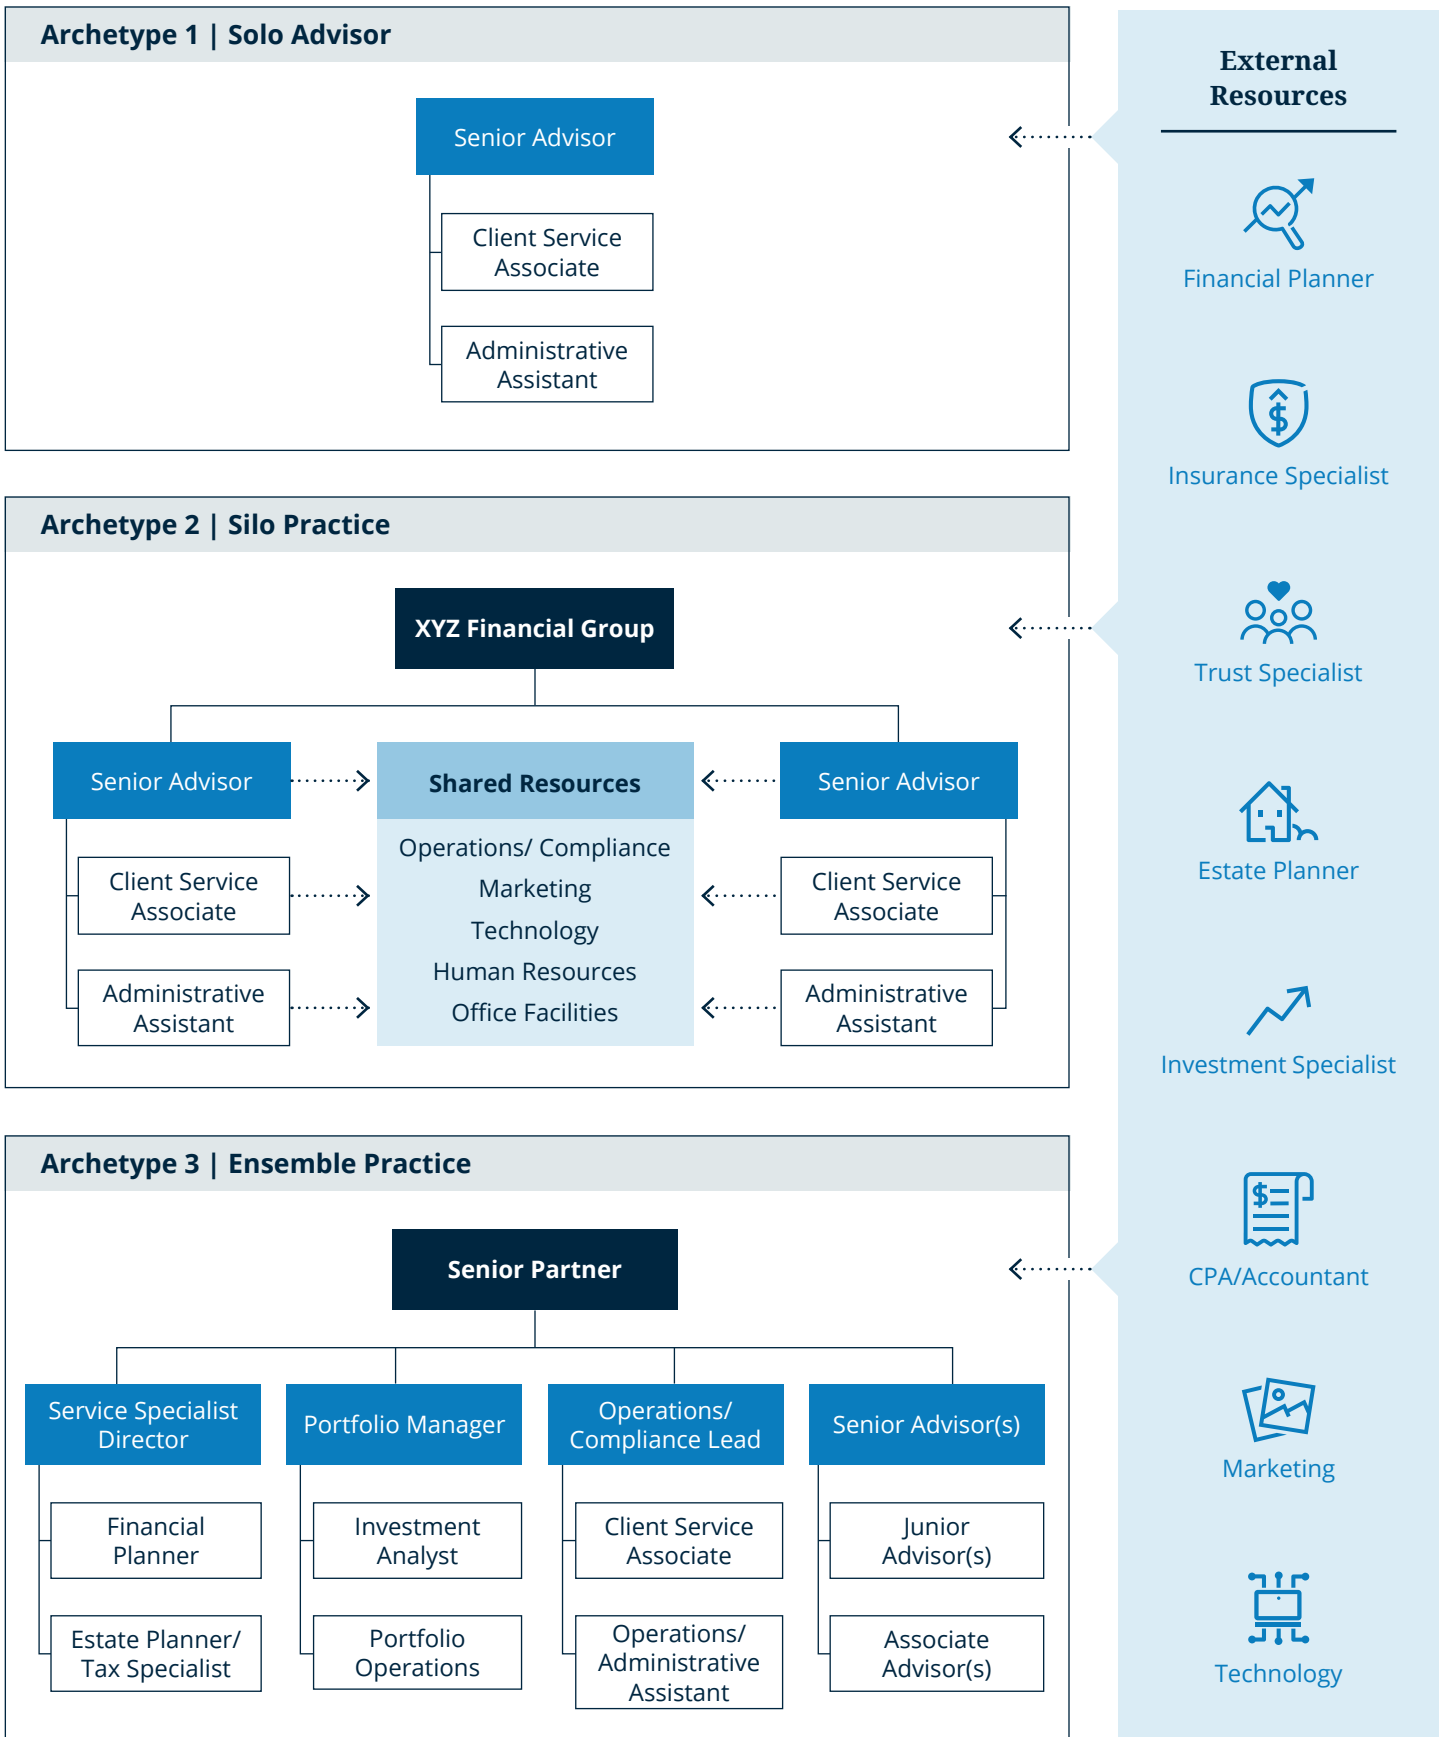 Archetype 1 | Solo Advisor
Senior Advisor
Client Service
Associate
Administrative
Assistant
Archetype 2 | Silo Practice
XYZ Financial Group
Senior Advisor
Client Service
Associate
Administrative
Assistant
Shared Resources
Operations/ Compliance
Marketing
Technology
Human Resources
Office Facilities
Senior Advisor
Client Service
Associate
Administrative
Assistant
Archetype 3 | Ensemble Practice
Senior Partner
Service Specialist
Director
Financial
Planner
Estate Planner/
Tax Specialist
Portfolio Manager
Investment
Analyst
Portfolio
Operations
Operations/
Compliance Lead
Client Service
Associate
Operations/
Administrative
Assistant
Senior Advisor(s)
Junior
Advisor(s)
Associate
Advisor(s)
External
Resources
Financial Planner
Insurance Specialist
Trust Specialist
Estate Planner
Investment Specialist
CPA/Accountant
Marketing
Technology